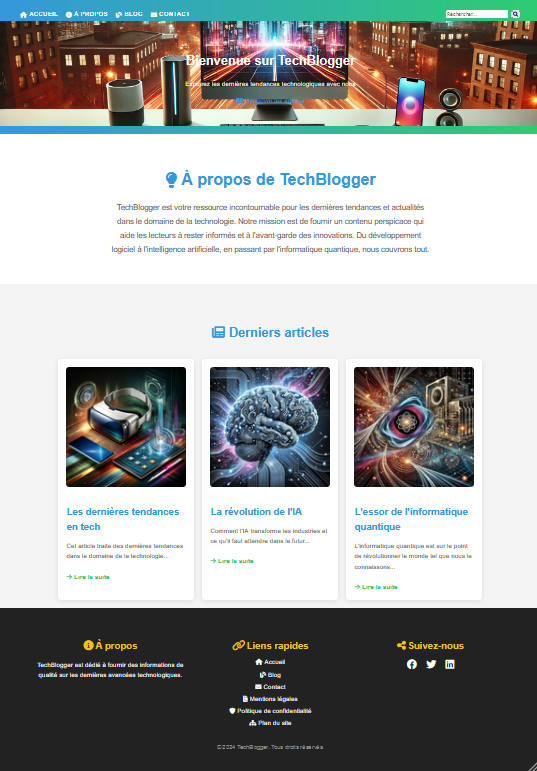 ACCUEIL À PROPOS BLOG CONTACT Rechercher...
Bienvenue sur TechBlogger
Explorez les dernières tendances technologiques avec nous
À propos de TechBlogger
TechBlogger est votre ressource incontournable pour les dernières tendances et actualités
dans le domaine de la technologie. Notre mission est de fournir un contenu perspicace qui
aide les lecteurs à rester informés et à l'avant-garde des innovations. Du développement
logiciel à l'intelligence artificielle, en passant par l'informatique quantique, nous couvrons tout.
Derniers articles
Les dernières tendances
en tech
Cet article traite des dernières tendances
dans le domaine de la technologie...
Lire la suite
La révolution de l'IA
Comment l'IA transforme les industries et
ce qu'il faut attendre dans le futur...
Lire la suite
L'essor de l'informatique
quantique
L'informatique quantique est sur le point
de révolutionner le monde tel que nous le
connaissons...
Lire la suite
À propos
TechBlogger est dédié à fournir des informations de
qualité sur les dernières avancées technologiques.
Liens rapides
Accueil
Blog
Contact
Mentions légales
Politique de confidentialité
Plan du site
Suivez-nous
©2024 TechBlogger. Tous droits réservés.